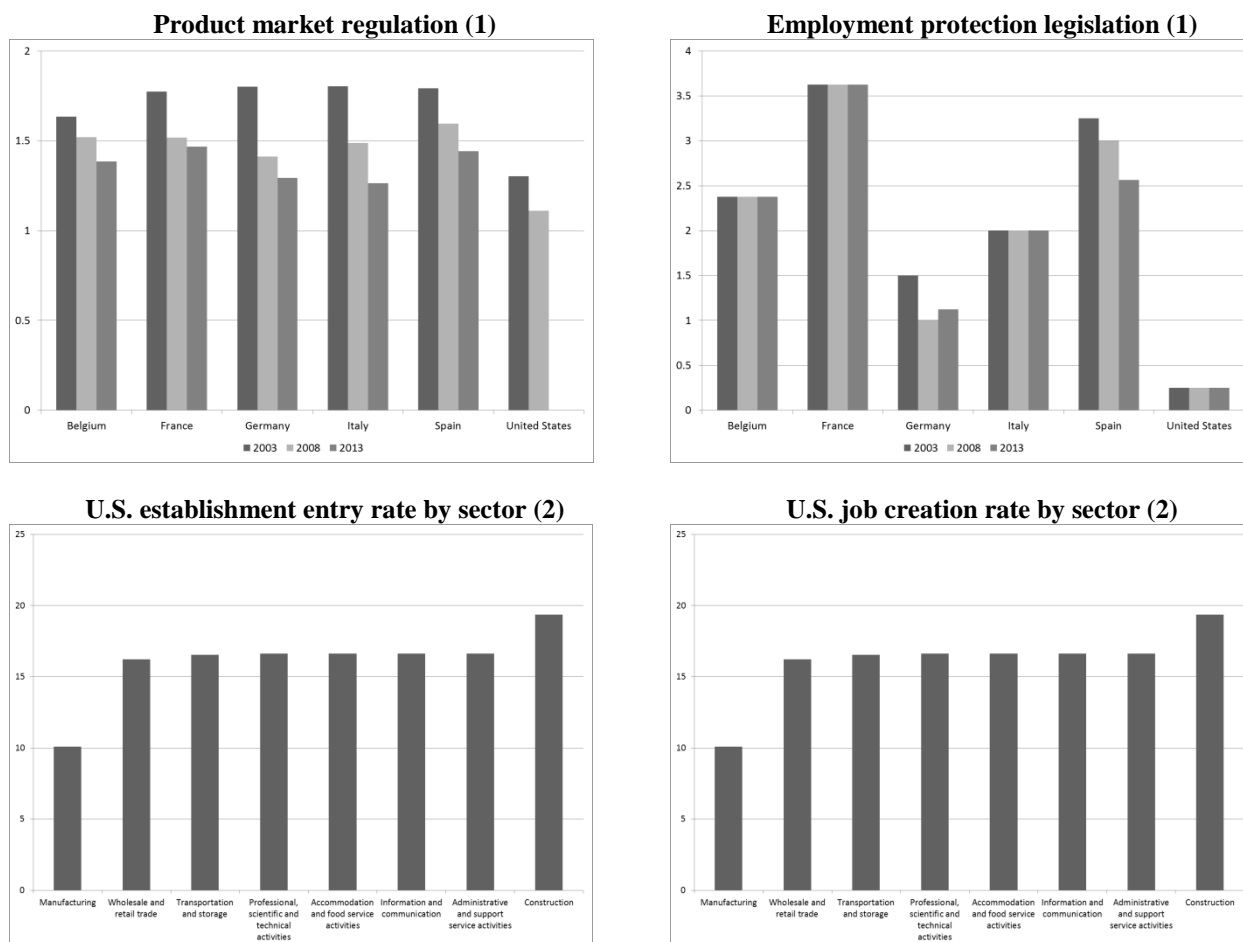 Product market regulation (1)
2
1.5
1
0.5
0
Belgium France Germany Italy Spain United States
■ 2003 ■ 2008 ■ 2013
Employment protection legislation (1)
4
3.5
3
2.5
2
1.5
1
0.5
0
Belgium France Germany Italy Spain United States
■ 2003 ■ 2008 ■ 2013
U.S. establishment entry rate by sector (2)
25
20
15
10
5
0
Manufacturing Wholesale and Transportation Professional, Accommodation Information and Administrative Construction
retail trade and storage scientific and and food service communication and support
technical activities service activities
activities
U.S. job creation rate by sector (2)
25
20
15
10
5
0
Manufacturing Wholesale and Transportation Professional, Accommodation Information and Administrative Construction
retail trade and storage scientific and and food service communication and support
technical activities service activities
activities